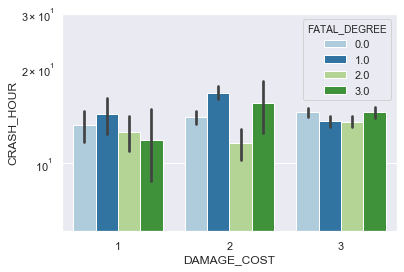 3 × 10¹
2 × 10¹
10¹
CRASH_HOUR
FATAL_DEGREE
0.0
1.0
2.0
3.0
1 2 3
DAMAGE_COST